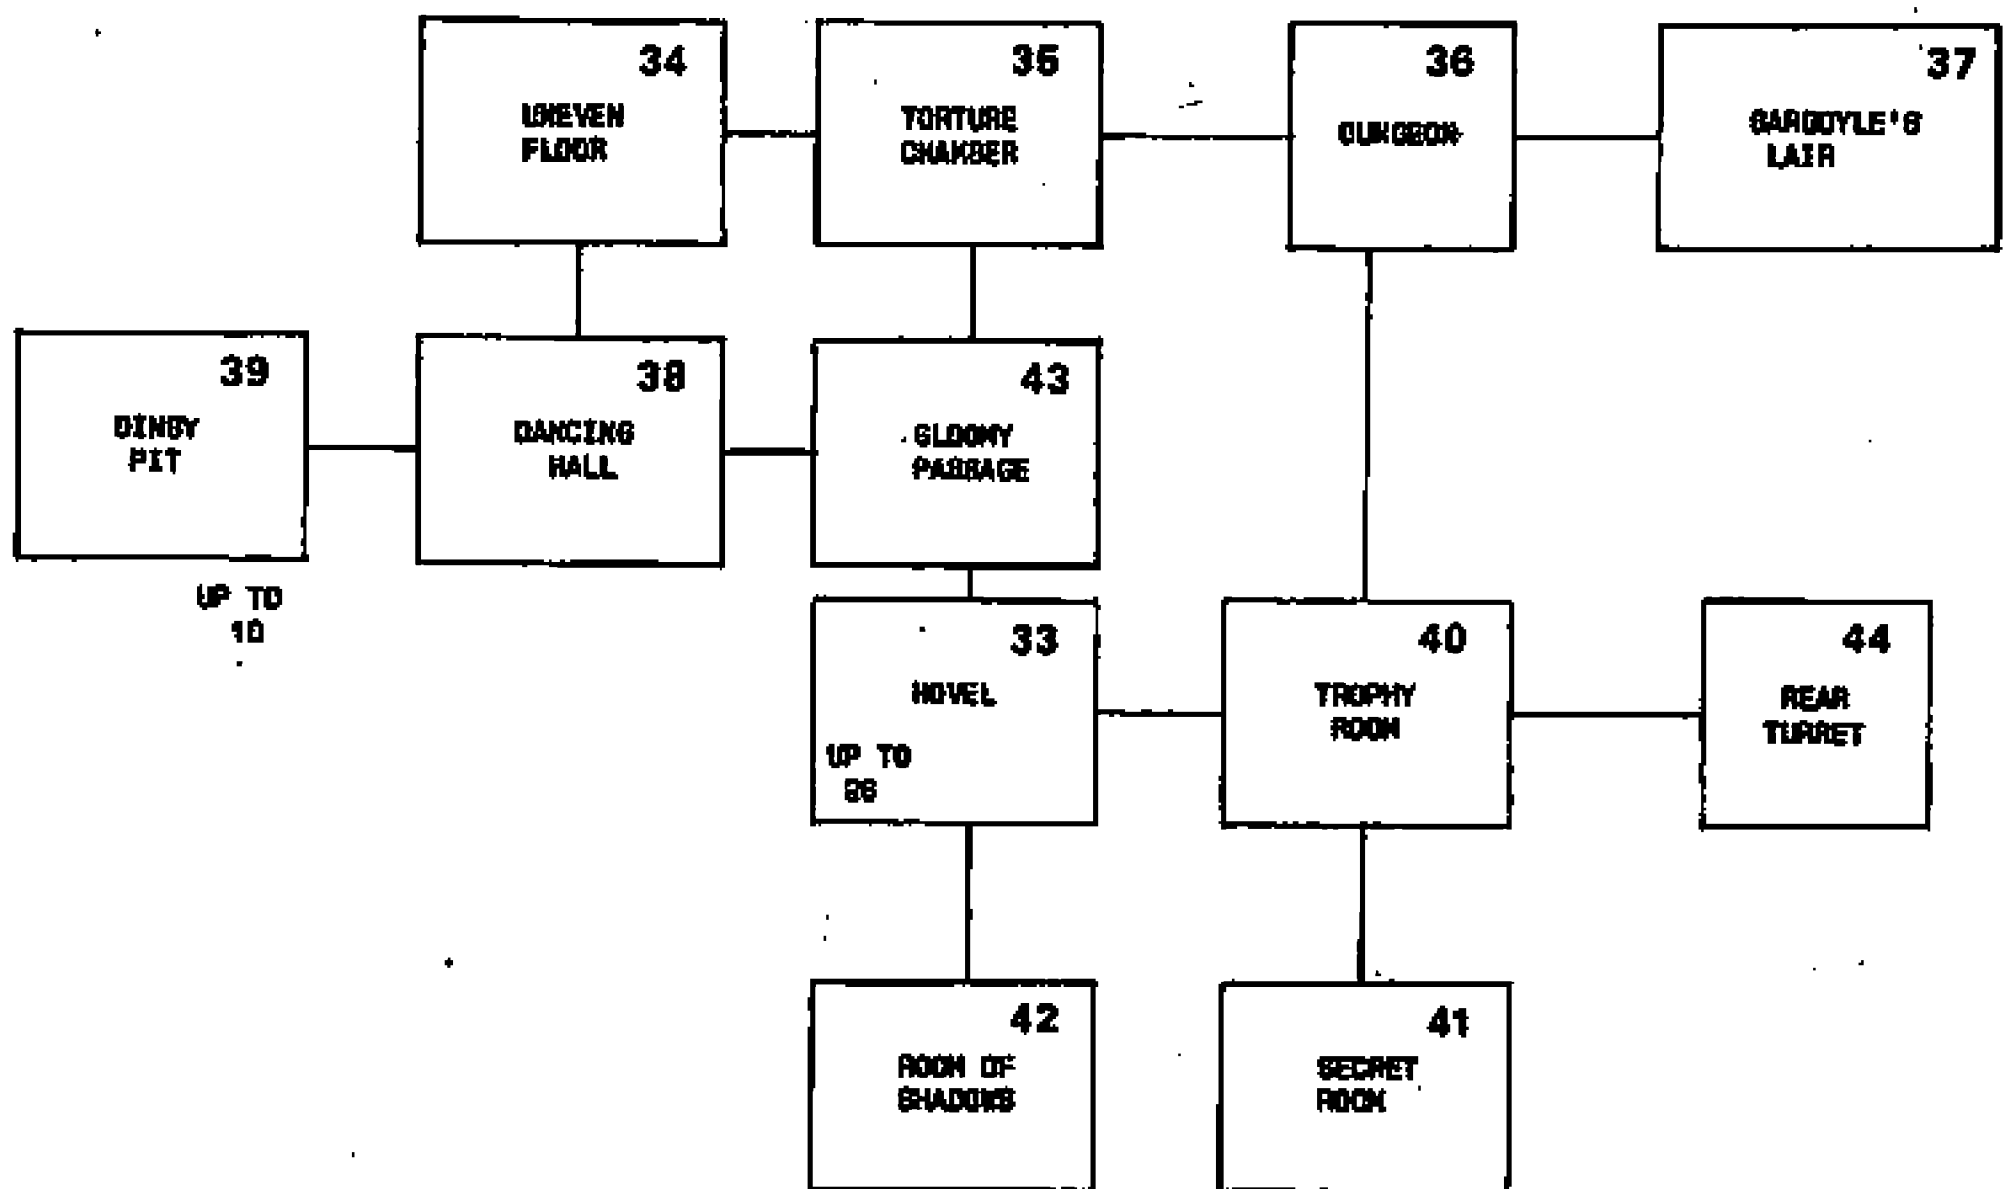 34
UNEVEN
FLOOR
35
TORTURE
CHAMBER
36
DUNGEON
37
GARGOYLE'S
LAIR
39
DINGY
PIT
UP TO
10
38
DANCING
HALL
43
GLOOMY
PASSAGE
33
HOVEL
UP TO
40
TROPHY
ROOM
44
REAR
TURRET
42
ROOM OF
SHADOWS
41
SECRET
ROOM